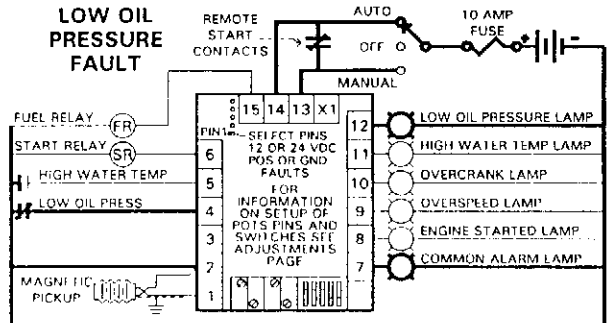 LOW OIL
PRESSURE
FAULT
REMOTE
START
CONTACTS
AUTO
OFF
MANUAL
10 AMP
FUSE
+
-
FUEL RELAY
FR
START RELAY
SR
HIGH WATER TEMP
LOW OIL PRESS
MAGNETIC
PICKUP
15 14 13 X1
PIN1
6
5
4
3
2
1
SELECT PINS
12 OR 24 VDC
POS OR GND
FAULTS
FOR
INFORMATION
ON SETUP OF
POTS PINS AND
SWITCHES SEE
ADJUSTMENTS
PAGE
12
11
10
9
8
7
LOW OIL PRESSURE LAMP
HIGH WATER TEMP LAMP
OVERCRANK LAMP
OVERSPEED LAMP
ENGINE STARTED LAMP
COMMON ALARM LAMP